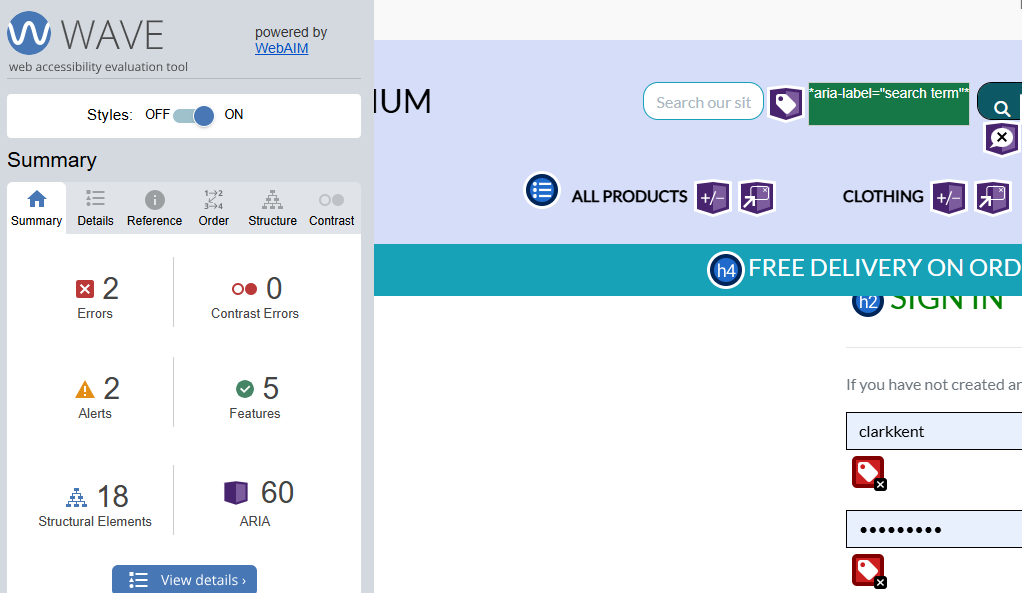 WAVE
powered by
WebAIM
web accessibility evaluation tool
Styles: OFF ON
Summary
Summary Details Reference Order Structure Contrast
2
Errors
0
Contrast Errors
2
Alerts
5
Features
18
Structural Elements
60
ARIA
View details ›
IUM
Search our sit
*aria-label="search term"*
ALL PRODUCTS +/−
CLOTHING +/−
h4 FREE DELIVERY ON ORD
h2 SIGN IN
If you have not created an
clarkkent
•••••••••